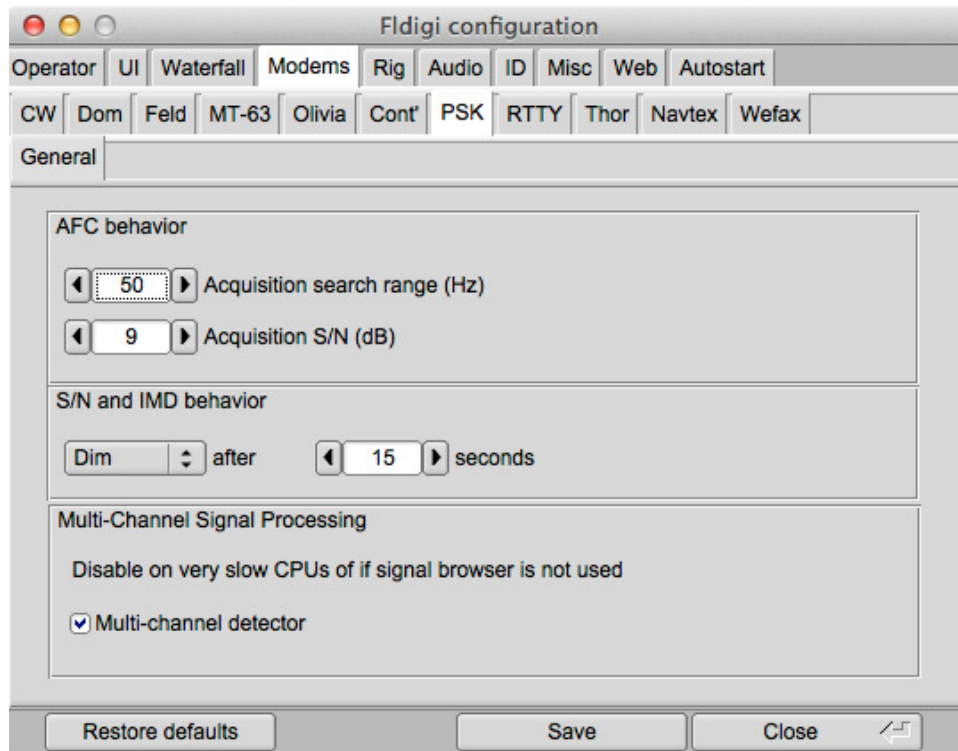 Fldigi configuration
Operator UI Waterfall Modems Rig Audio ID Misc Web Autostart
CW Dom Feld MT-63 Olivia Cont' PSK RTTY Thor Navtex Wefax
General
AFC behavior
50 Acquisition search range (Hz)
9 Acquisition S/N (dB)
S/N and IMD behavior
Dim after 15 seconds
Multi-Channel Signal Processing
Disable on very slow CPUs of if signal browser is not used
Multi-channel detector
Restore defaults Save Close